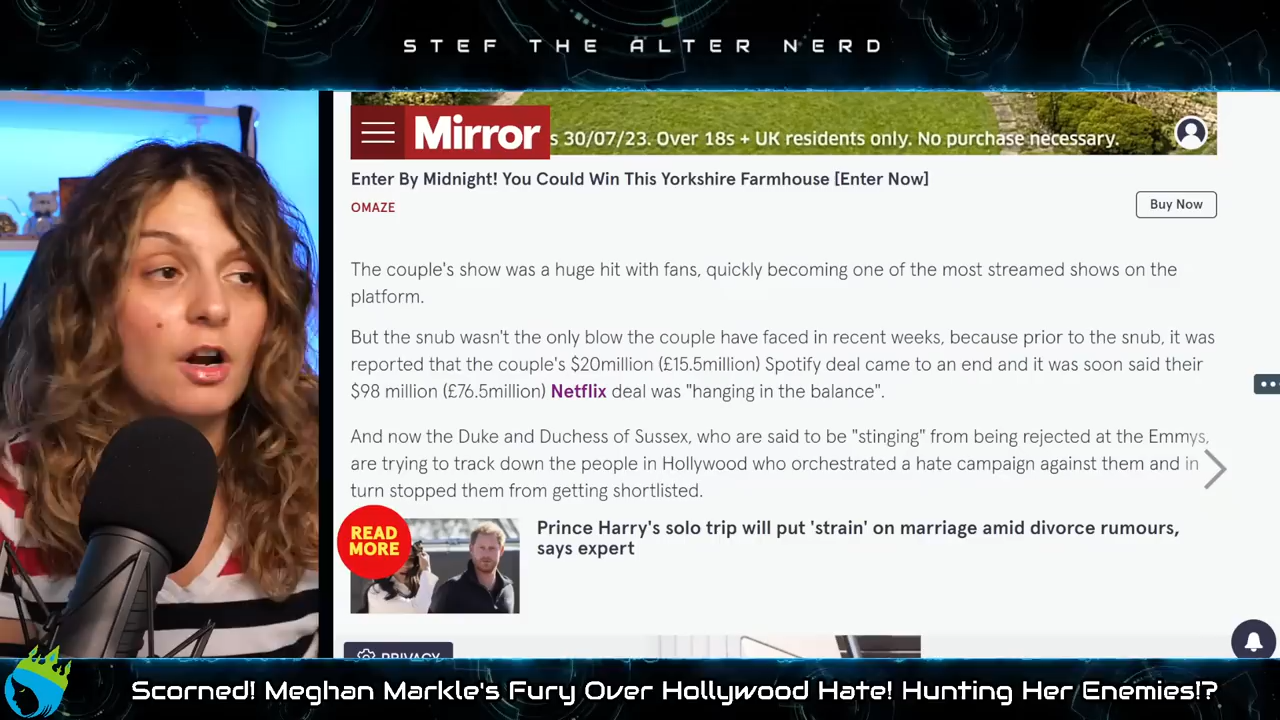 STEF THE ALTER NERD
Mirror
s 30/07/23. Over 18s + UK residents only. No purchase necessary.
Enter By Midnight! You Could Win This Yorkshire Farmhouse [Enter Now]
OMAZE
Buy Now
The couple's show was a huge hit with fans, quickly becoming one of the most streamed shows on the
platform.
But the snub wasn't the only blow the couple have faced in recent weeks, because prior to the snub, it was
reported that the couple's $20million (£15.5million) Spotify deal came to an end and it was soon said their
$98 million (£76.5million) Netflix deal was "hanging in the balance".
And now the Duke and Duchess of Sussex, who are said to be "stinging" from being rejected at the Emmys,
are trying to track down the people in Hollywood who orchestrated a hate campaign against them and in
turn stopped them from getting shortlisted.
READ
MORE
Prince Harry's solo trip will put 'strain' on marriage amid divorce rumours,
says expert
PRIVACY
Scorned! Meghan Markle's Fury Over Hollywood Hate! Hunting Her Enemies!?